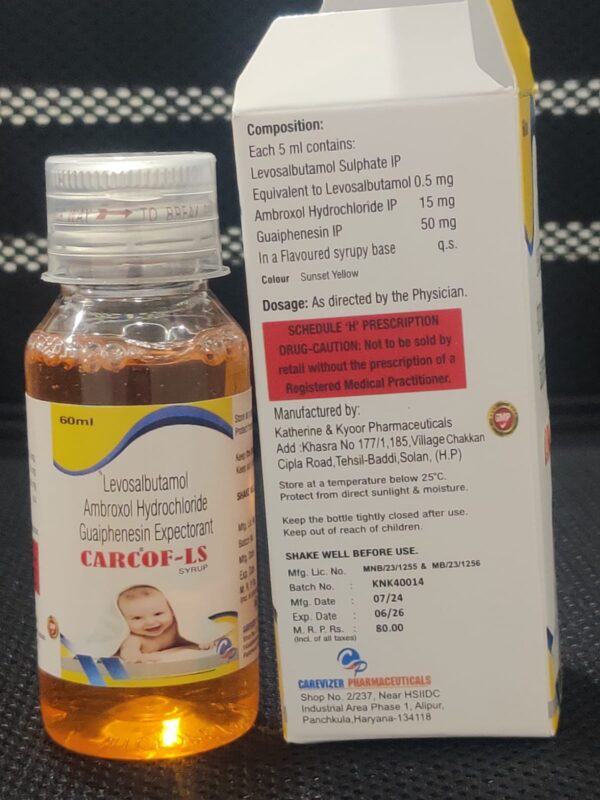 TO BREAK
60ml
Levosalbutamol
Ambroxol Hydrochloride
Guaiphenesin Expectorant
CARCOF-LS
SYRUP
Composition:
Each 5 ml contains:
Levosalbutamol Sulphate IP
Equivalent to Levosalbutamol 0.5 mg
Ambroxol Hydrochloride IP 15 mg
Guaiphenesin IP 50 mg
In a Flavoured syrupy base q.s.
Colour Sunset Yellow
Dosage: As directed by the Physician.
SCHEDULE 'H' PRESCRIPTION
DRUG-CAUTION: Not to be sold by
retail without the prescription of a
Registered Medical Practitioner.
Manufactured by:
Katherine & Kyoor Pharmaceuticals
Add :Khasra No 177/1,185,Village Chakkan
Cipla Road,Tehsil-Baddi,Solan, (H.P)
GMP
Store at a temperature below 25°C.
Protect from direct sunlight & moisture.
Keep the bottle tightly closed after use.
Keep out of reach of children.
SHAKE WELL BEFORE USE.
Mfg. Lic. No. MNB/23/1255 & MB/23/1256
Batch No. : KNK40014
Mfg. Date : 07/24
Exp. Date : 06/26
M. R. P. Rs. : 80.00
(Incl. of all taxes)
CAREVIZER PHARMACEUTICALS
Shop No. 2/237, Near HSIIDC
Industrial Area Phase 1, Alipur,
Panchkula,Haryana-134118